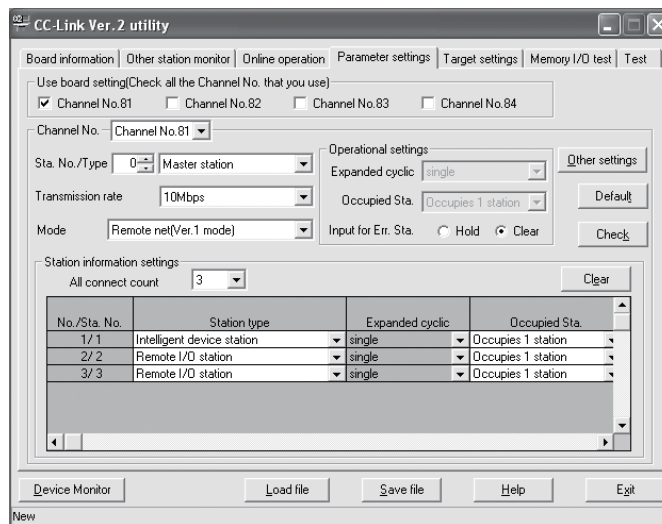 CC-Link Ver.2 utility
Board information Other station monitor Online operation Parameter settings Target settings Memory I/O test Test
Use board setting(Check all the Channel No. that you use)
Channel No.81 Channel No.82 Channel No.83 Channel No.84
Channel No. Channel No.81
Sta. No./Type 0 Master station
Transmission rate 10Mbps
Mode Remote net(Ver.1 mode)
Operational settings
Expanded cyclic single
Occupied Sta. Occupies 1 station
Input for Err. Sta. Hold Clear
Other settings
Default
Check
Station information settings
All connect count 3
Clear
No./Sta. No. Station type Expanded cyclic Occupied Sta.
1/ 1 Intelligent device station single Occupies 1 station
2/ 2 Remote I/O station single Occupies 1 station
3/ 3 Remote I/O station single Occupies 1 station
Device Monitor Load file Save file Help Exit
New